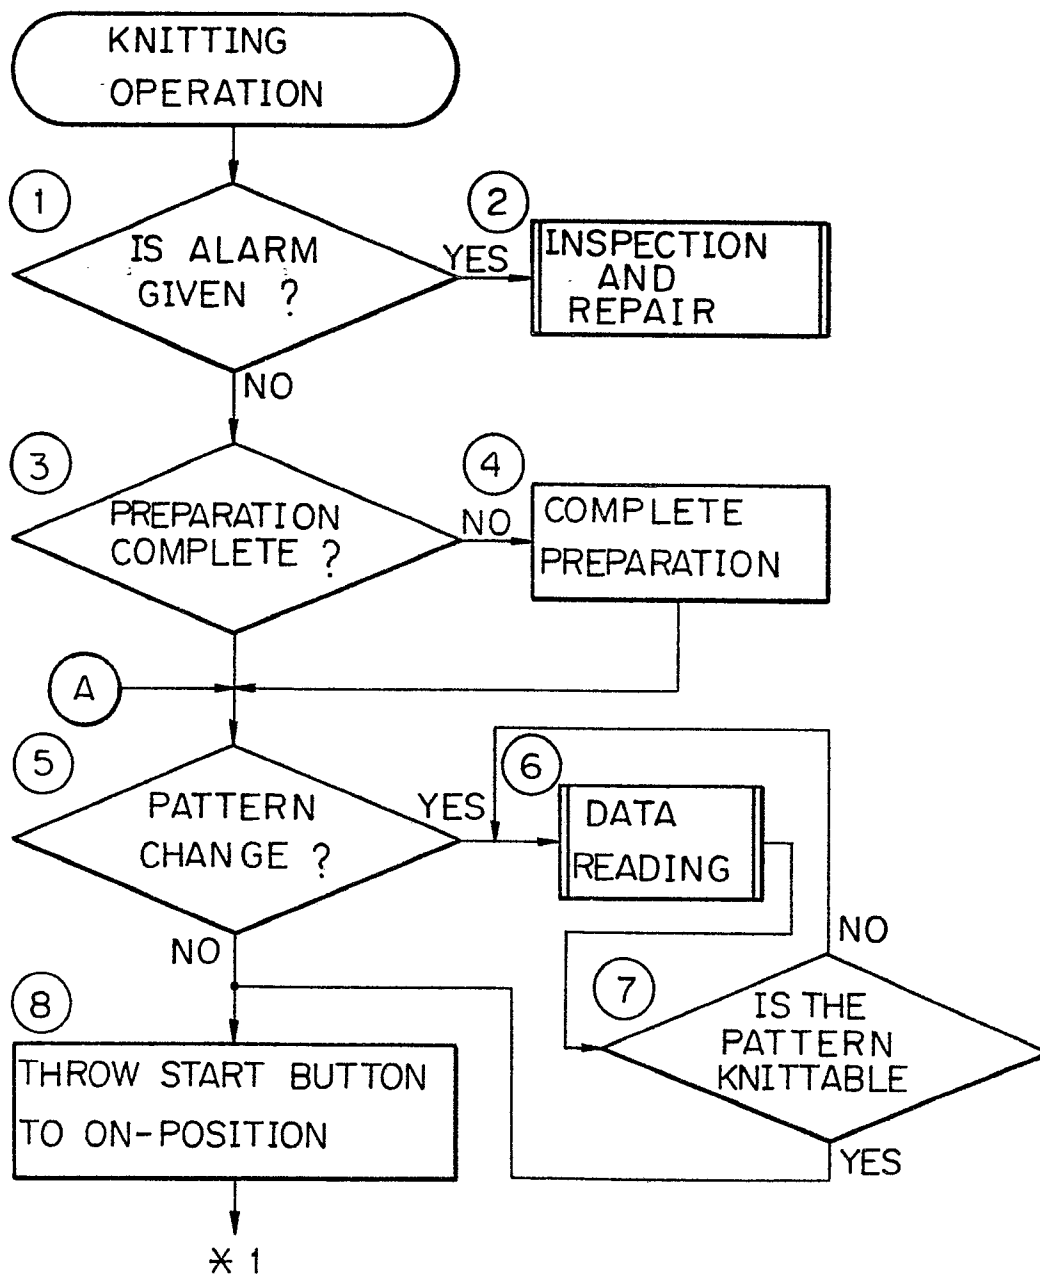 KNITTING
OPERATION
1
IS ALARM
GIVEN ?
YES
2
INSPECTION
AND
REPAIR
NO
3
PREPARATION
COMPLETE ?
NO
4
COMPLETE
PREPARATION
A
5
PATTERN
CHANGE ?
YES
6
DATA
READING
NO
NO
7
IS THE
PATTERN
KNITTABLE
YES
8
THROW START BUTTON
TO ON-POSITION
※ 1